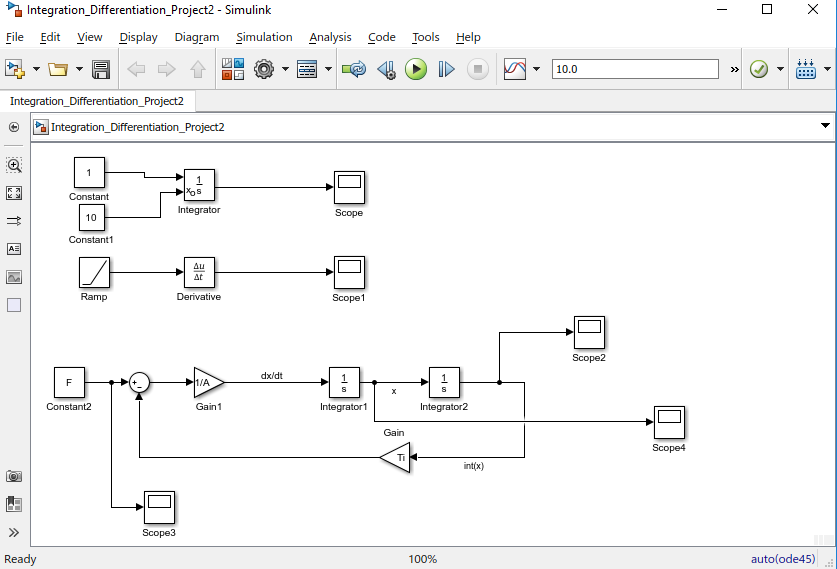 Integration_Differentiation_Project2 - Simulink
File Edit View Display Diagram Simulation Analysis Code Tools Help
10.0 »
Integration_Differentiation_Project2
Integration_Differentiation_Project2
1
Constant
10
Constant1
1
s
xo
Integrator
Scope
Ramp
Δu
Δt
Derivative
Scope1
Scope2
F
Constant2
+
-
1/A
Gain1
dx/dt
1
s
Integrator1
x
1
s
Integrator2
Scope4
Gain
Ti
int(x)
Scope3
A
Ready 100% auto(ode45)